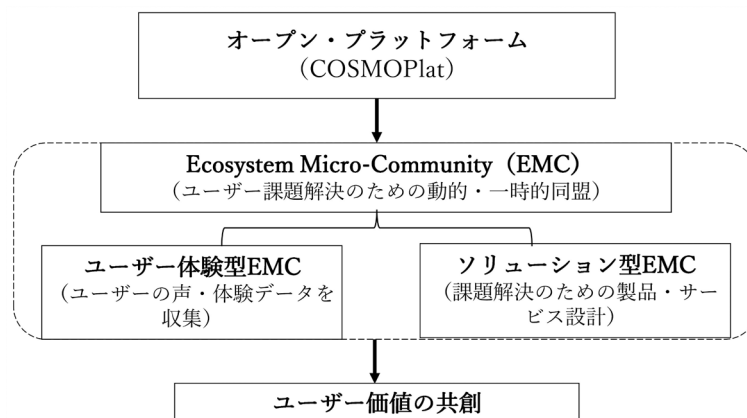 オープン・プラットフォーム
（COSMOPlat）
Ecosystem Micro-Community（EMC）
（ユーザー課題解決のための動的・一時的同盟）
ユーザー体験型EMC
（ユーザーの声・体験データを
収集）
ソリューション型EMC
（課題解決のための製品・サー
ビス設計）
ユーザー価値の共創